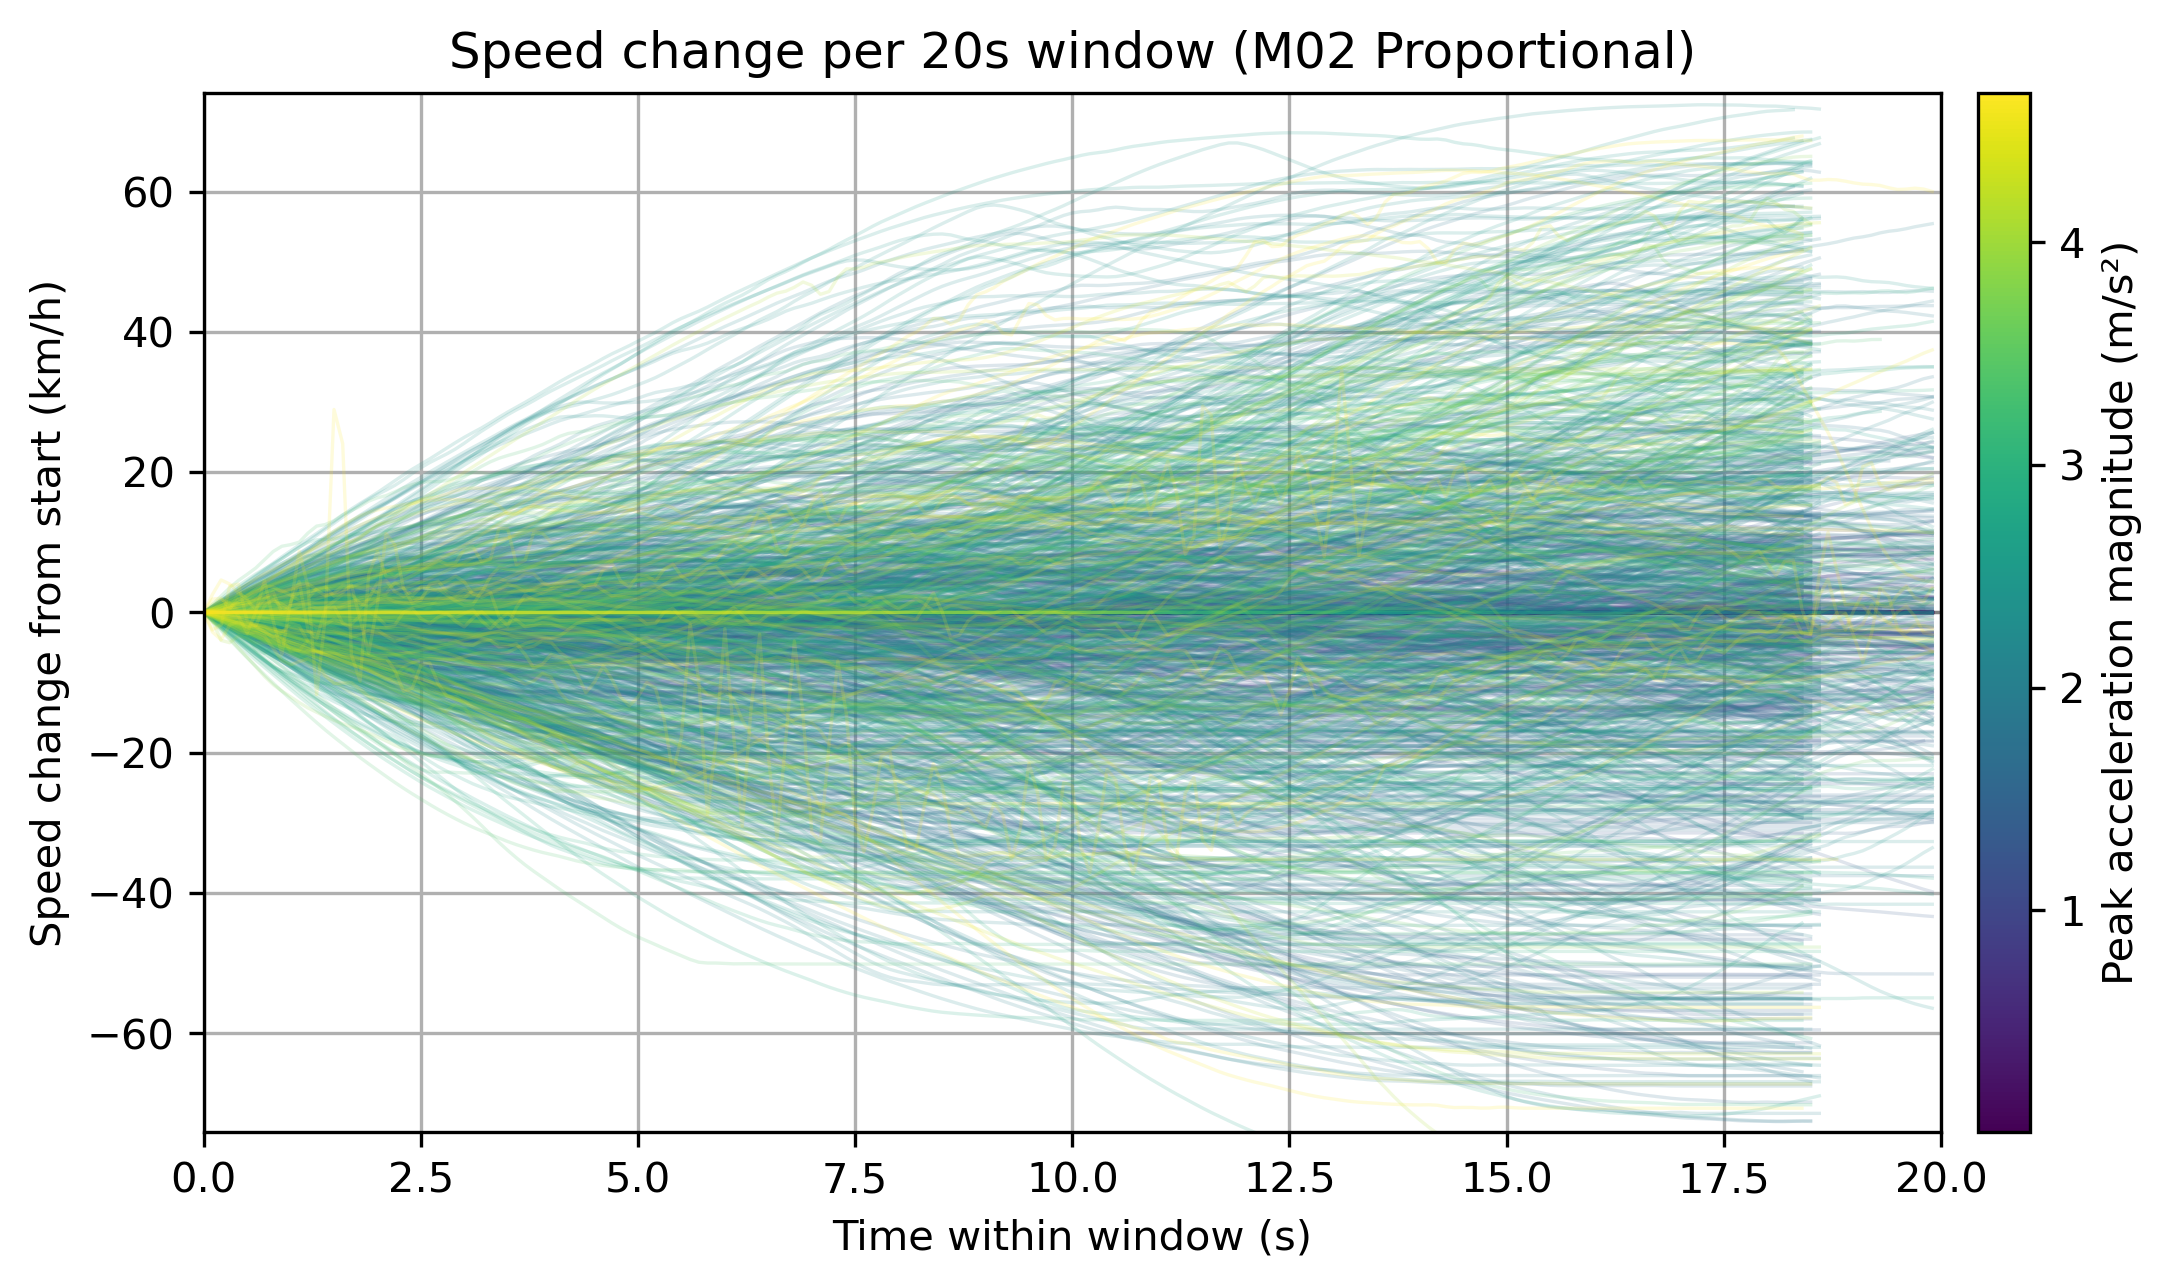 Speed change per 20s window (M02 Proportional)
Speed change from start (km/h)
60
40
20
0
−20
−40
−60
0.0 2.5 5.0 7.5 10.0 12.5 15.0 17.5 20.0
Time within window (s)
4
3
2
1
Peak acceleration magnitude (m/s²)